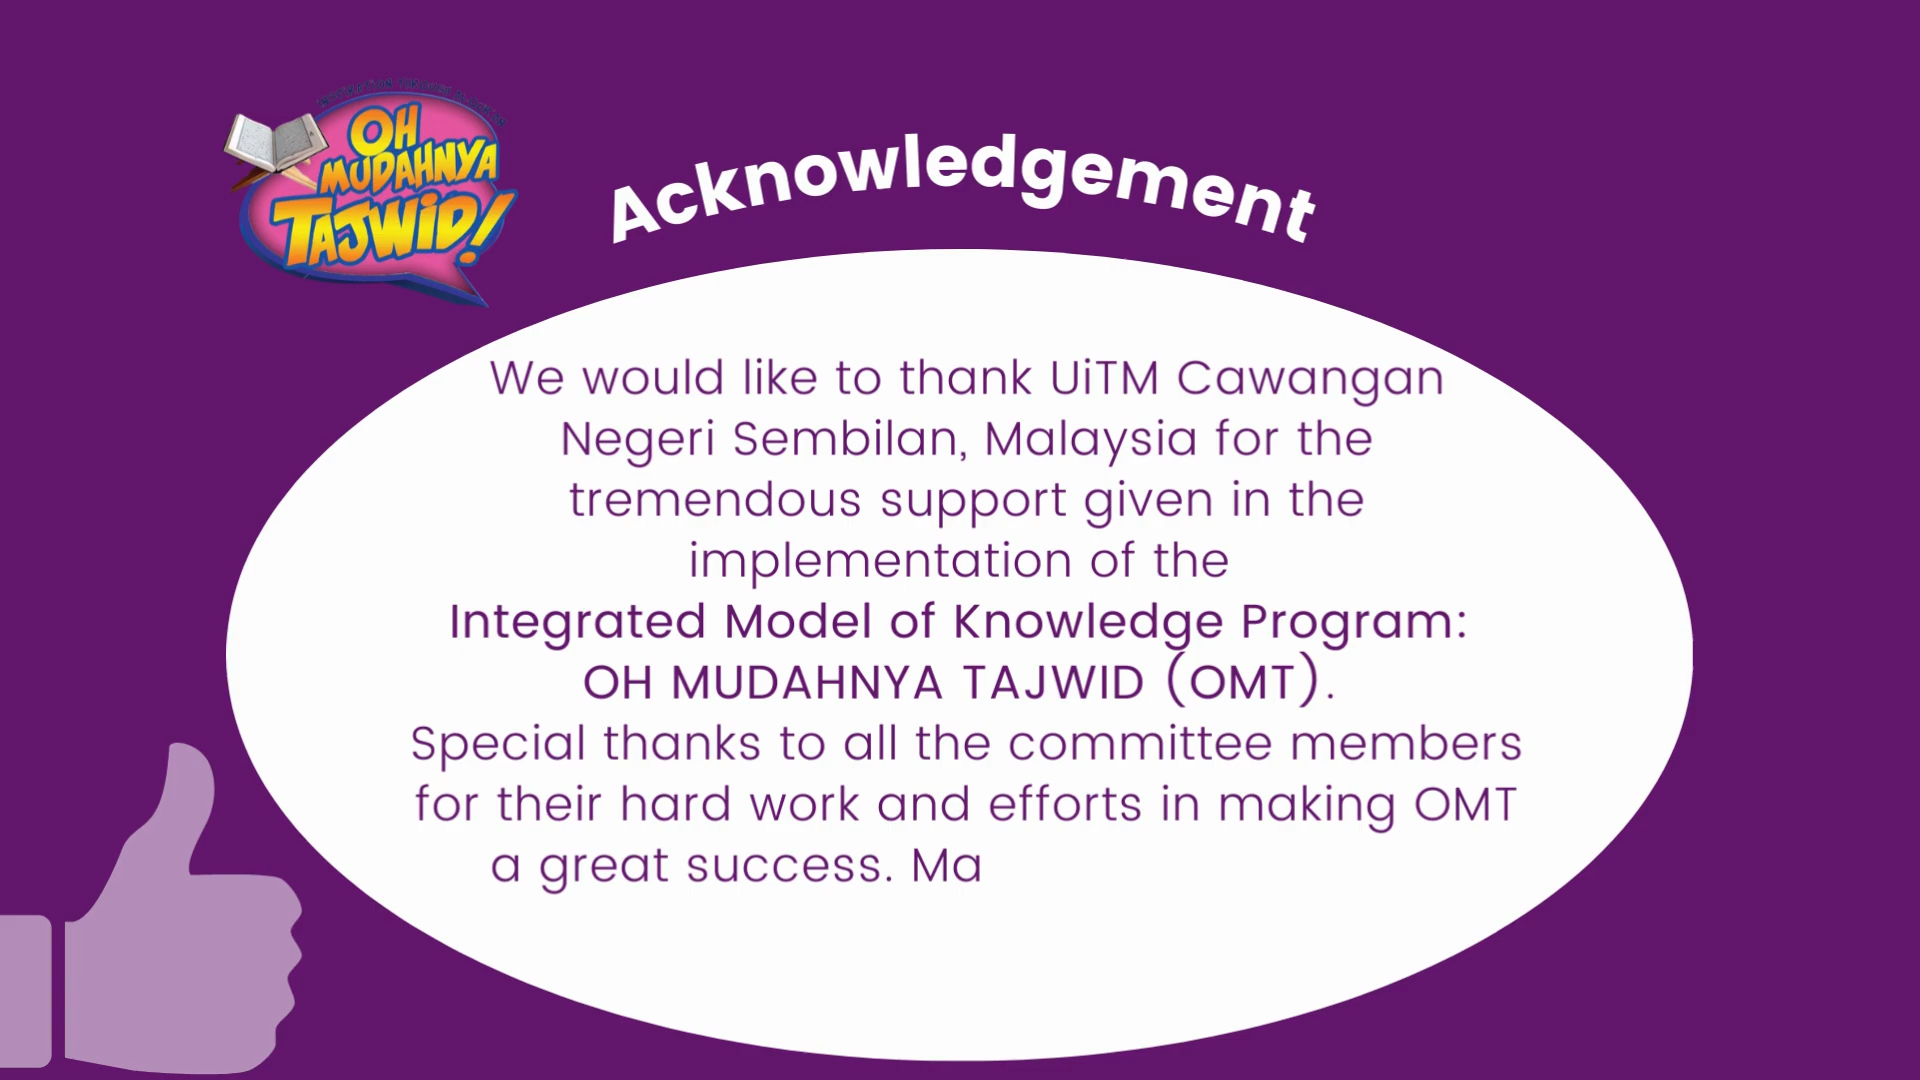 OH
MUDAHNYA
TAJWID!
Acknowledgement
We would like to thank UiTM Cawangan
Negeri Sembilan, Malaysia for the
tremendous support given in the
implementation of the
Integrated Model of Knowledge Program:
OH MUDAHNYA TAJWID (OMT).
Special thanks to all the committee members
for their hard work and efforts in making OMT
a great success. Ma